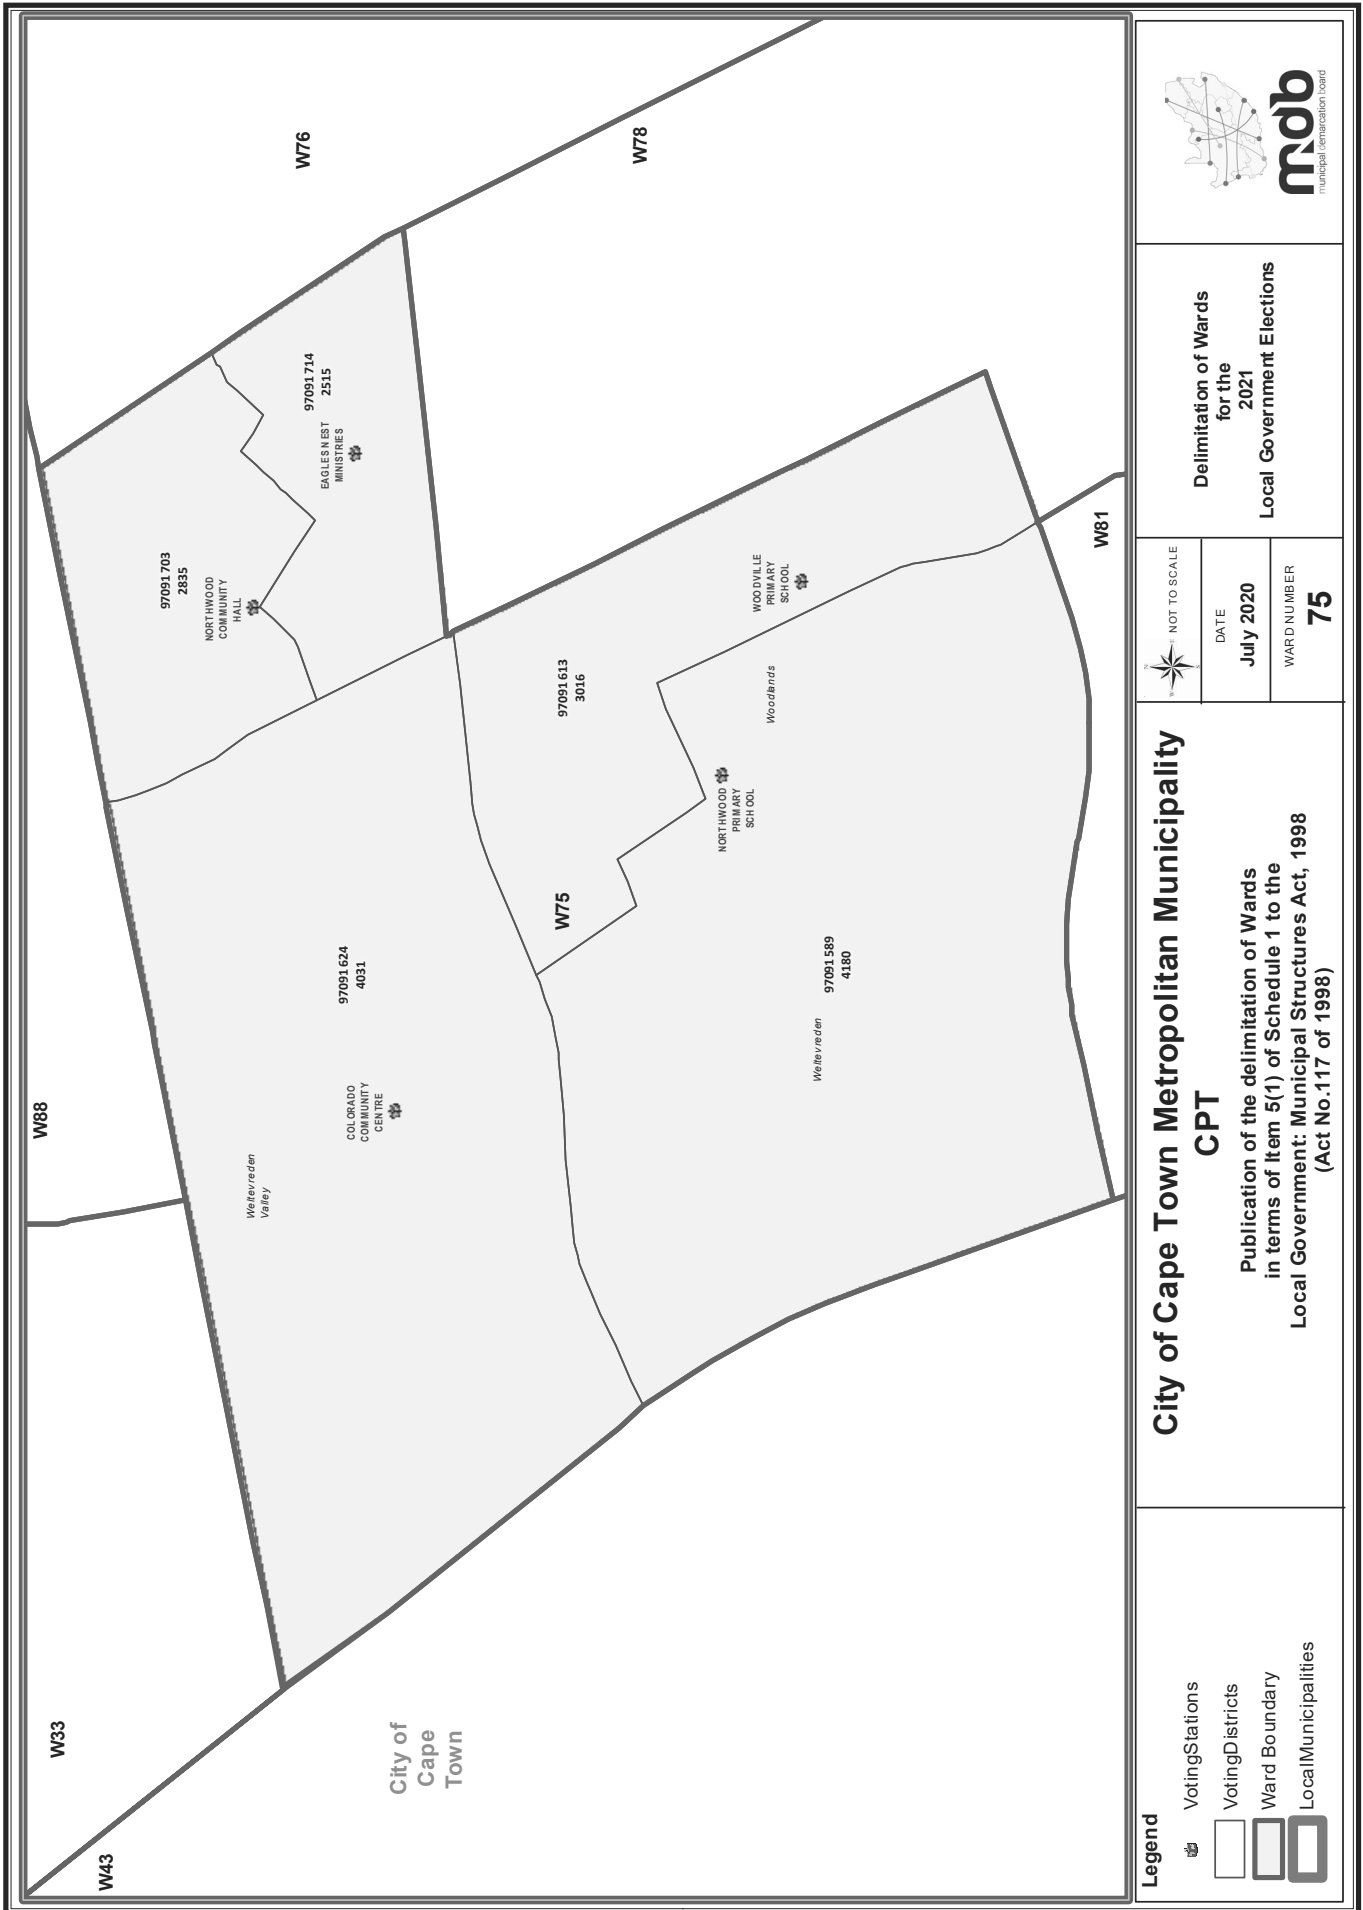 W33
W88
W43
W76
W78
W81
W75
City of
Cape
Town
97091703
2835
NORTHWOOD
COMMUNITY
HALL
97091714
2515
EAGLES NEST
MINISTRIES
Weltevreden
Valley
COLORADO
COMMUNITY
CENTRE
97091624
4031
97091613
3016
WOODVILLE
PRIMARY
SCHOOL
Woodlands
NORTHWOOD
PRIMARY
SCHOOL
97091589
4180
Weltevreden
Legend
VotingStations
VotingDistricts
Ward Boundary
LocalMunicipalities
City of Cape Town Metropolitan Municipality
CPT
Publication of the delimitation of Wards
in terms of Item 5(1) of Schedule 1 to the
Local Government: Municipal Structures Act, 1998
(Act No.117 of 1998)
N
W
E
S
NOT TO SCALE
DATE
July 2020
WARD NUMBER
75
Delimitation of Wards
for the
2021
Local Government Elections
mdb
municipal demarcation board